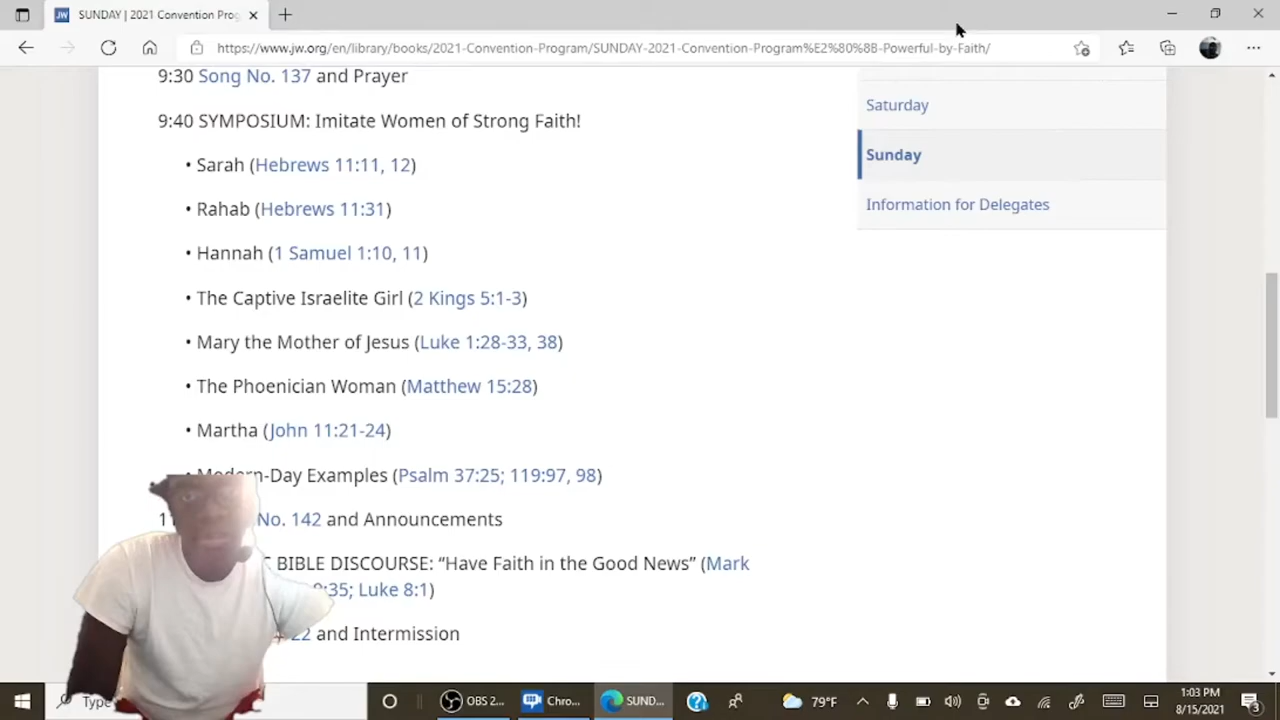 SUNDAY | 2021 Convention Prog
https://www.jw.org/en/library/books/2021-Convention-Program/SUNDAY-2021-Convention-Program%E2%80%8B-Powerful-by-Faith/
9:30 Song No. 137 and Prayer
9:40 SYMPOSIUM: Imitate Women of Strong Faith!
• Sarah (Hebrews 11:11, 12)
• Rahab (Hebrews 11:31)
• Hannah (1 Samuel 1:10, 11)
• The Captive Israelite Girl (2 Kings 5:1-3)
• Mary the Mother of Jesus (Luke 1:28-33, 38)
• The Phoenician Woman (Matthew 15:28)
• Martha (John 11:21-24)
• Modern-Day Examples (Psalm 37:25; 119:97, 98)
No. 142 and Announcements
BIBLE DISCOURSE: “Have Faith in the Good News” (Mark
9:35; Luke 8:1)
22 and Intermission
Saturday
Sunday
Information for Delegates
Type
OBS 2...
Chro...
SUND...
79°F
1:03 PM
8/15/2021